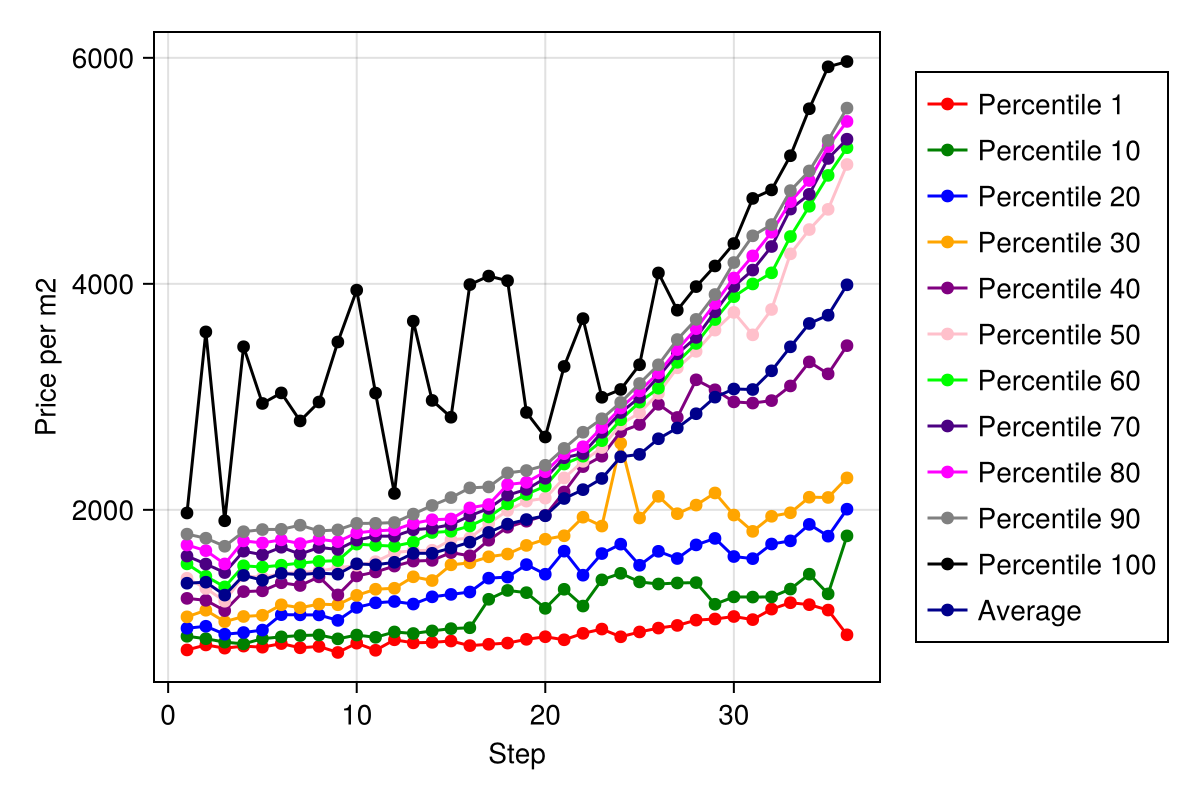 6000
4000
2000
Price per m2
0 10 20 30
Step
Percentile 1
Percentile 10
Percentile 20
Percentile 30
Percentile 40
Percentile 50
Percentile 60
Percentile 70
Percentile 80
Percentile 90
Percentile 100
Average